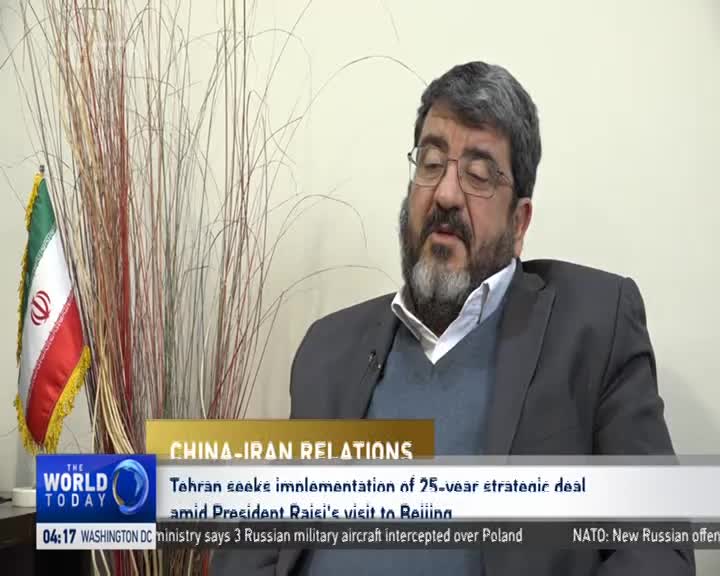 CHINA-IRAN RELATIONS
THE
WORLD
TODAY
Tehran seeks implementation of 25-year strategic deal
amid President Raisi's visit to Beijing
04:17 WASHINGTON DC
ministry says 3 Russian military aircraft intercepted over Poland NATO: New Russian offen